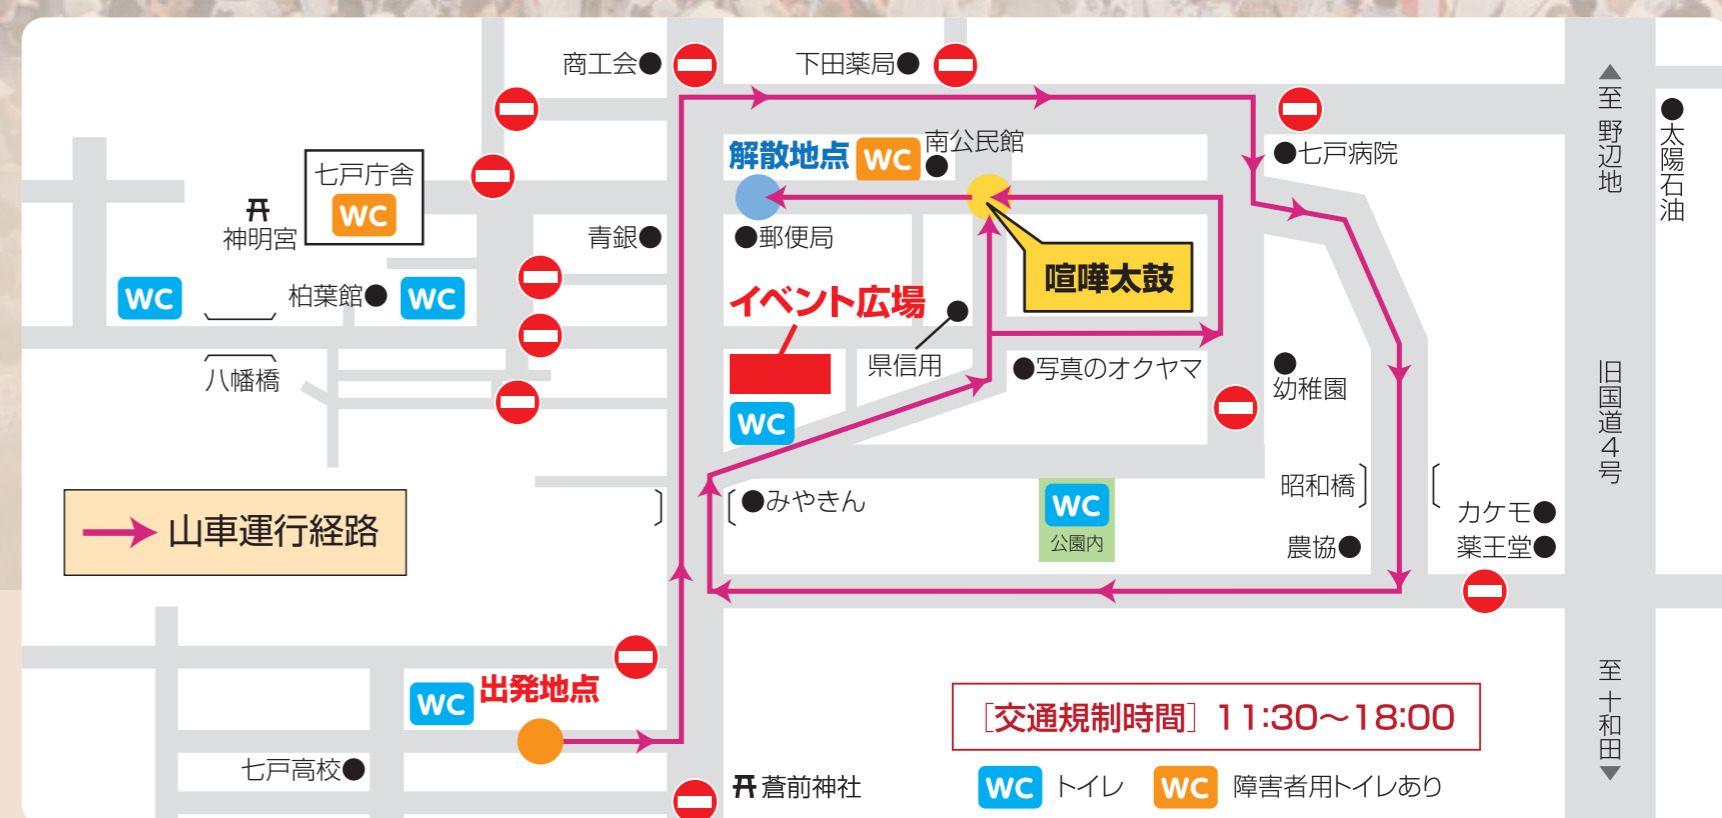 商工会
下田薬局
至 野辺地
太陽石油
解散地点
WC
南公民館
七戸病院
七戸庁舎
WC
神明宮
青銀
郵便局
喧嘩太鼓
WC
柏葉館
WC
イベント広場
八幡橋
県信用
写真のオクヤマ
幼稚園
旧国道4号
WC
山車運行経路
みやきん
WC
公園内
昭和橋
カケモ
農協
薬王堂
WC
出発地点
至 十和田
[交通規制時間] 11:30～18:00
七戸高校
蒼前神社
WC トイレ
WC 障害者用トイレあり